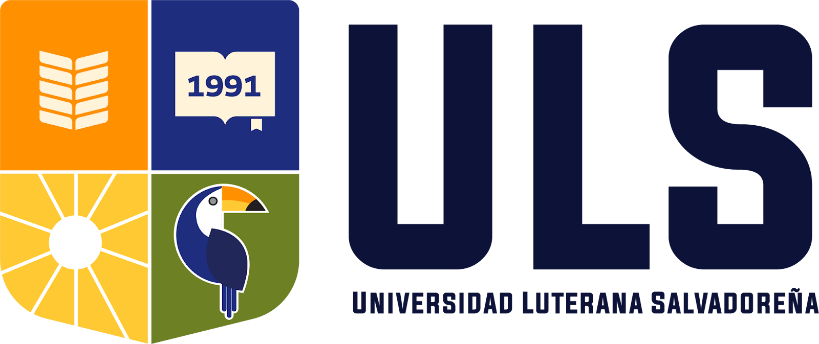 1991
ULS
UNIVERSIDAD LUTERANA SALVADOREÑA